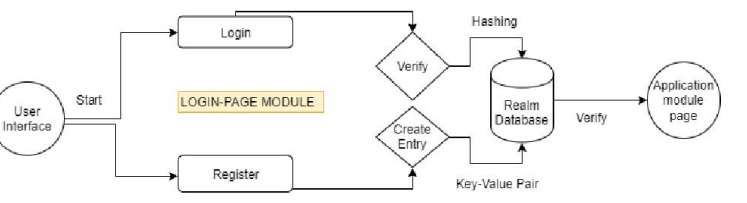 Login
Hashing
Verify
Start
LOGIN-PAGE MODULE
User
Interface
Realm
Database
Application
module
page
Verify
Create
Entry
Register
Key-Value Pair